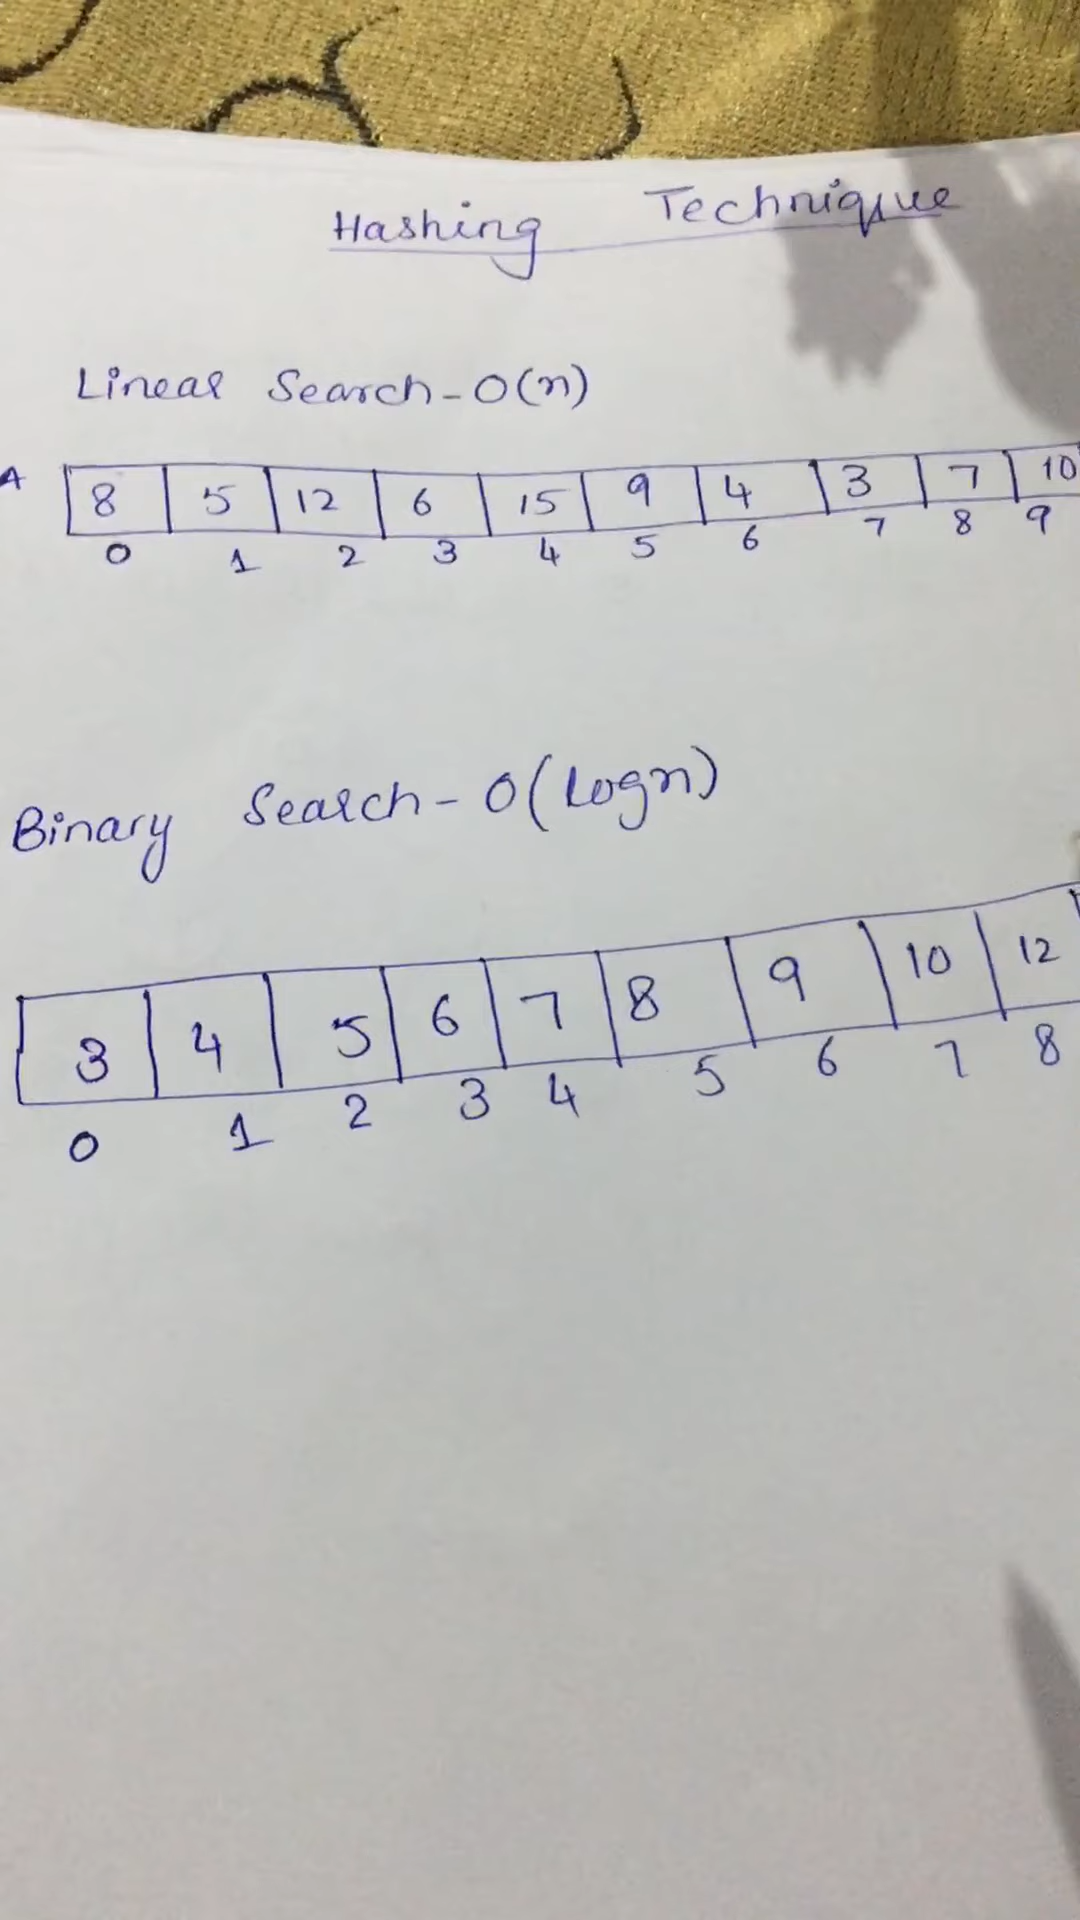 Hashing Technique
Linear Search - O(n)
A 8 5 12 6 15 9 4 3 7 10
0 1 2 3 4 5 6 7 8 9
Binary Search - O(logn)
3 4 5 6 7 8 9 10 12
0 1 2 3 4 5 6 7 8